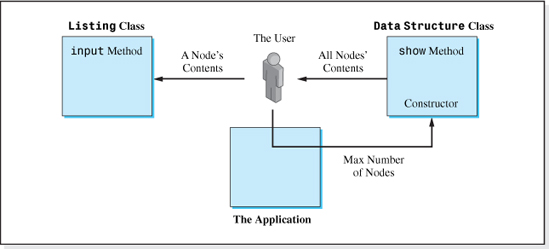 Listing Class
Data Structure Class
The User
input Method
show Method
A Node's
Contents
All Nodes'
Contents
Constructor
Max Number
of Nodes
The Application